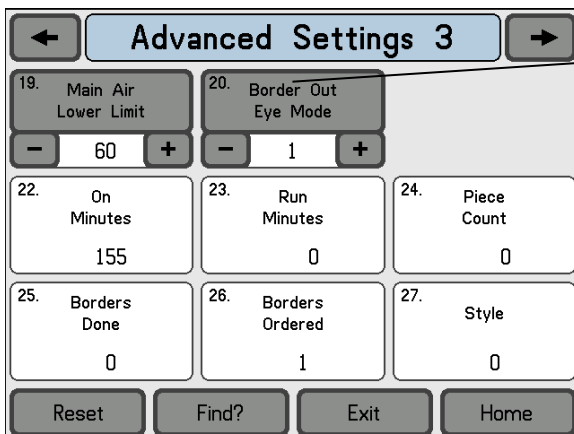 Advanced Settings 3
19. Main Air
Lower Limit
- 60 +
20. Border Out
Eye Mode
- 1 +
22. On
Minutes
155
23. Run
Minutes
0
24. Piece
Count
0
25. Borders
Done
0
26. Borders
Ordered
1
27. Style
0
Reset Find? Exit Home